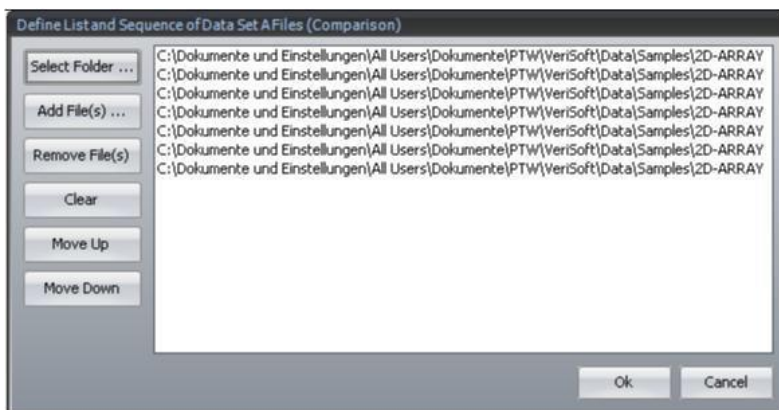 Define List and Sequence of Data Set A Files (Comparison)
Select Folder ...
Add File(s) ...
Remove File(s)
Clear
Move Up
Move Down
C:\Dokumente und Einstellungen\All Users\Dokumente\PTW\VeriSoft\Data\Samples\2D-ARRAY
C:\Dokumente und Einstellungen\All Users\Dokumente\PTW\VeriSoft\Data\Samples\2D-ARRAY
C:\Dokumente und Einstellungen\All Users\Dokumente\PTW\VeriSoft\Data\Samples\2D-ARRAY
C:\Dokumente und Einstellungen\All Users\Dokumente\PTW\VeriSoft\Data\Samples\2D-ARRAY
C:\Dokumente und Einstellungen\All Users\Dokumente\PTW\VeriSoft\Data\Samples\2D-ARRAY
C:\Dokumente und Einstellungen\All Users\Dokumente\PTW\VeriSoft\Data\Samples\2D-ARRAY
C:\Dokumente und Einstellungen\All Users\Dokumente\PTW\VeriSoft\Data\Samples\2D-ARRAY
Ok
Cancel